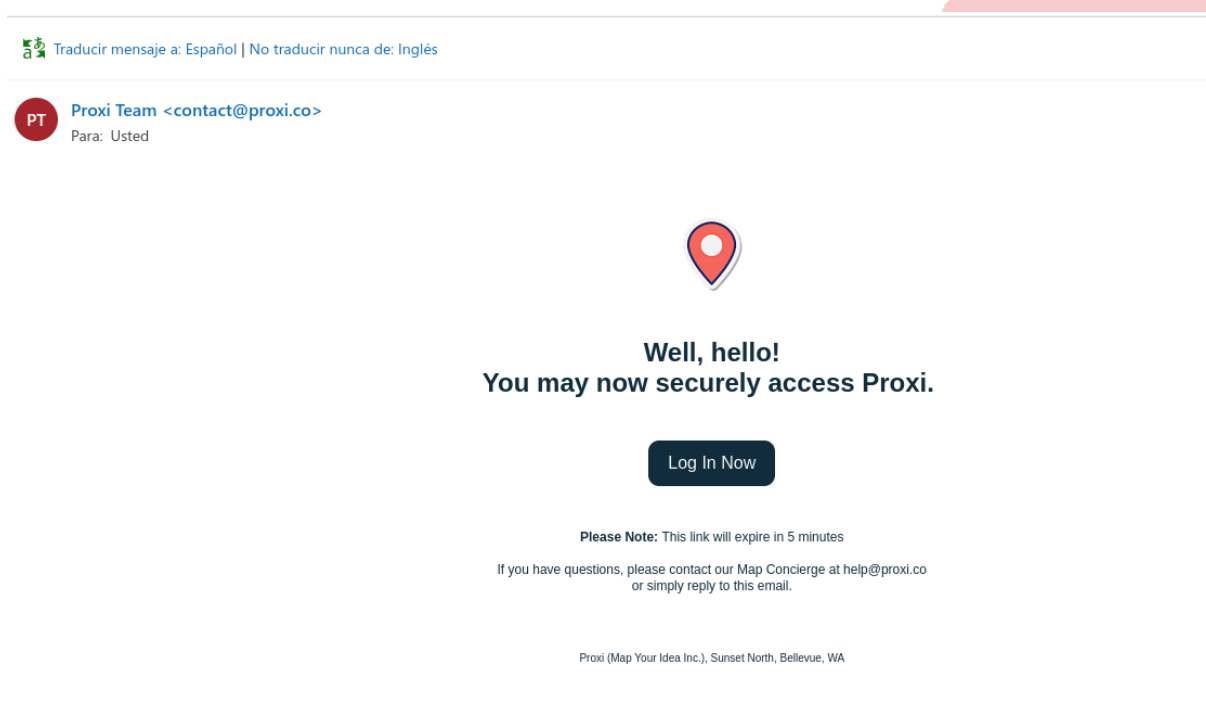 Traducir mensaje a: Español | No traducir nunca de: Inglés
PT
Proxi Team <contact@proxi.co>
Para: Usted
Well, hello!
You may now securely access Proxi.
Log In Now
Please Note: This link will expire in 5 minutes
If you have questions, please contact our Map Concierge at help@proxi.co
or simply reply to this email.
Proxi (Map Your Idea Inc.), Sunset North, Bellevue, WA